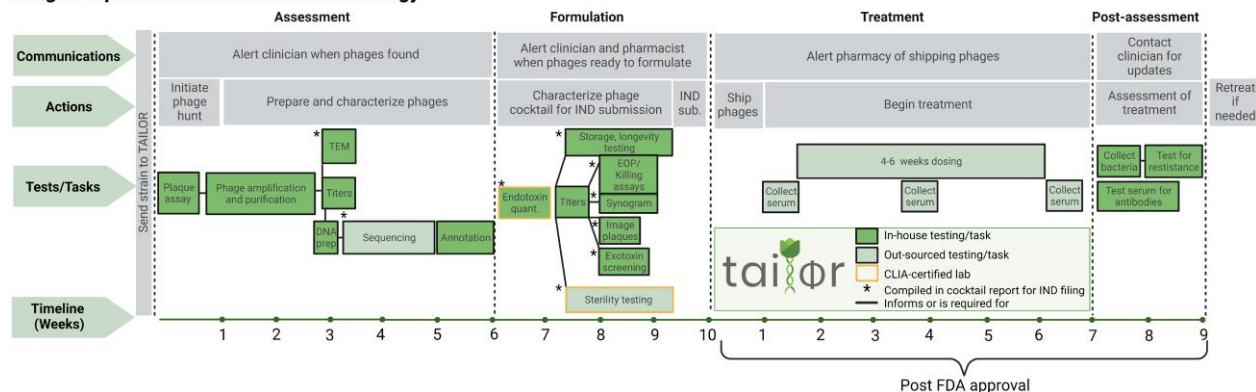 Assessment
Formulation
Treatment
Post-assessment
Communications
Alert clinician when phages found
Alert clinician and pharmacist
when phages ready to formulate
Alert pharmacy of shipping phages
Contact
clinician for
updates
Actions
Send strain to TAILOR
Initiate
phage
hunt
Prepare and characterize phages
Characterize phage
cocktail for IND submission
IND
sub.
Ship
phages
Begin treatment
Assessment of
treatment
Retreat
if
needed
Tests/Tasks
Plaque
assay
Phage amplification
and purification
*
TEM
Titers
DNA
prep
*
Sequencing
Annotation
*
Endotoxin
quant.
*
Storage, longevity
testing
Titers
*
EOP/
Killing
assays
*
Synogram
*
Image
plaques
*
Exotoxin
screening
*
Sterility testing
4-6 weeks dosing
Collect
serum
Collect
serum
Collect
serum
Collect
bacteria
Test for
restistance
Test serum for
antibodies
tailΦr
In-house testing/task
Out-sourced testing/task
CLIA-certified lab
* Compiled in cocktail report for IND filing
Informs or is required for
Timeline
(Weeks)
1 2 3 4 5 6 7 8 9 10 1 2 3 4 5 6 7 8 9
Post FDA approval